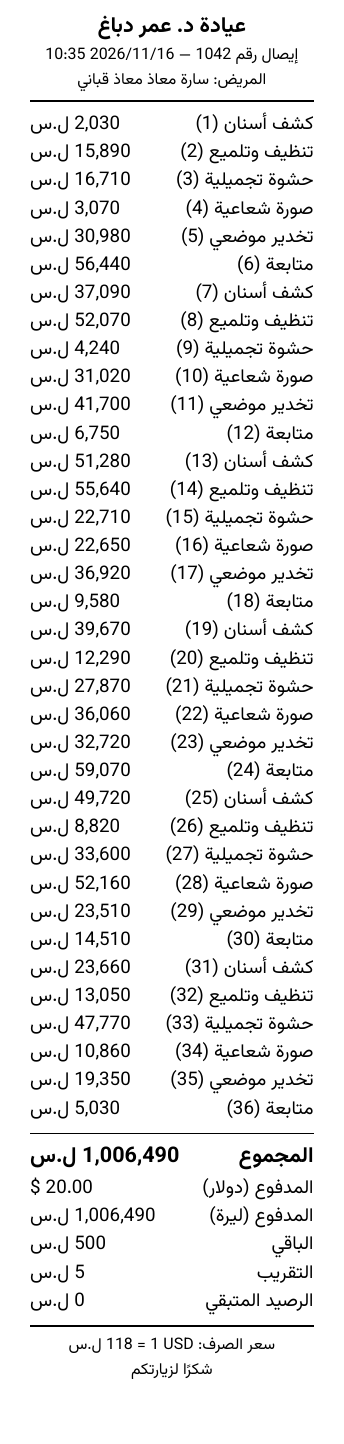 عيادة د. عمر دباغ
إيصال رقم 1042 — 2026/11/16 10:35
المريض: سارة معاذ معاذ قباني
كشف أسنان (1) 2,030 ل.س
تنظيف وتلميع (2) 15,890 ل.س
حشوة تجميلية (3) 16,710 ل.س
صورة شعاعية (4) 3,070 ل.س
تخدير موضعي (5) 30,980 ل.س
متابعة (6) 56,440 ل.س
كشف أسنان (7) 37,090 ل.س
تنظيف وتلميع (8) 52,070 ل.س
حشوة تجميلية (9) 4,240 ل.س
صورة شعاعية (10) 31,020 ل.س
تخدير موضعي (11) 41,700 ل.س
متابعة (12) 6,750 ل.س
كشف أسنان (13) 51,280 ل.س
تنظيف وتلميع (14) 55,640 ل.س
حشوة تجميلية (15) 22,710 ل.س
صورة شعاعية (16) 22,650 ل.س
تخدير موضعي (17) 36,920 ل.س
متابعة (18) 9,580 ل.س
كشف أسنان (19) 39,670 ل.س
تنظيف وتلميع (20) 12,290 ل.س
حشوة تجميلية (21) 27,870 ل.س
صورة شعاعية (22) 36,060 ل.س
تخدير موضعي (23) 32,720 ل.س
متابعة (24) 59,070 ل.س
كشف أسنان (25) 49,720 ل.س
تنظيف وتلميع (26) 8,820 ل.س
حشوة تجميلية (27) 33,600 ل.س
صورة شعاعية (28) 52,160 ل.س
تخدير موضعي (29) 23,510 ل.س
متابعة (30) 14,510 ل.س
كشف أسنان (31) 23,660 ل.س
تنظيف وتلميع (32) 13,050 ل.س
حشوة تجميلية (33) 47,770 ل.س
صورة شعاعية (34) 10,860 ل.س
تخدير موضعي (35) 19,350 ل.س
متابعة (36) 5,030 ل.س
المجموع 1,006,490 ل.س
المدفوع (دولار) 20.00 $
المدفوع (ليرة) 1,006,490 ل.س
الباقي 500 ل.س
التقريب 5 ل.س
الرصيد المتبقي 0 ل.س
سعر الصرف: 1 USD = 118 ل.س
شكرًا لزيارتكم